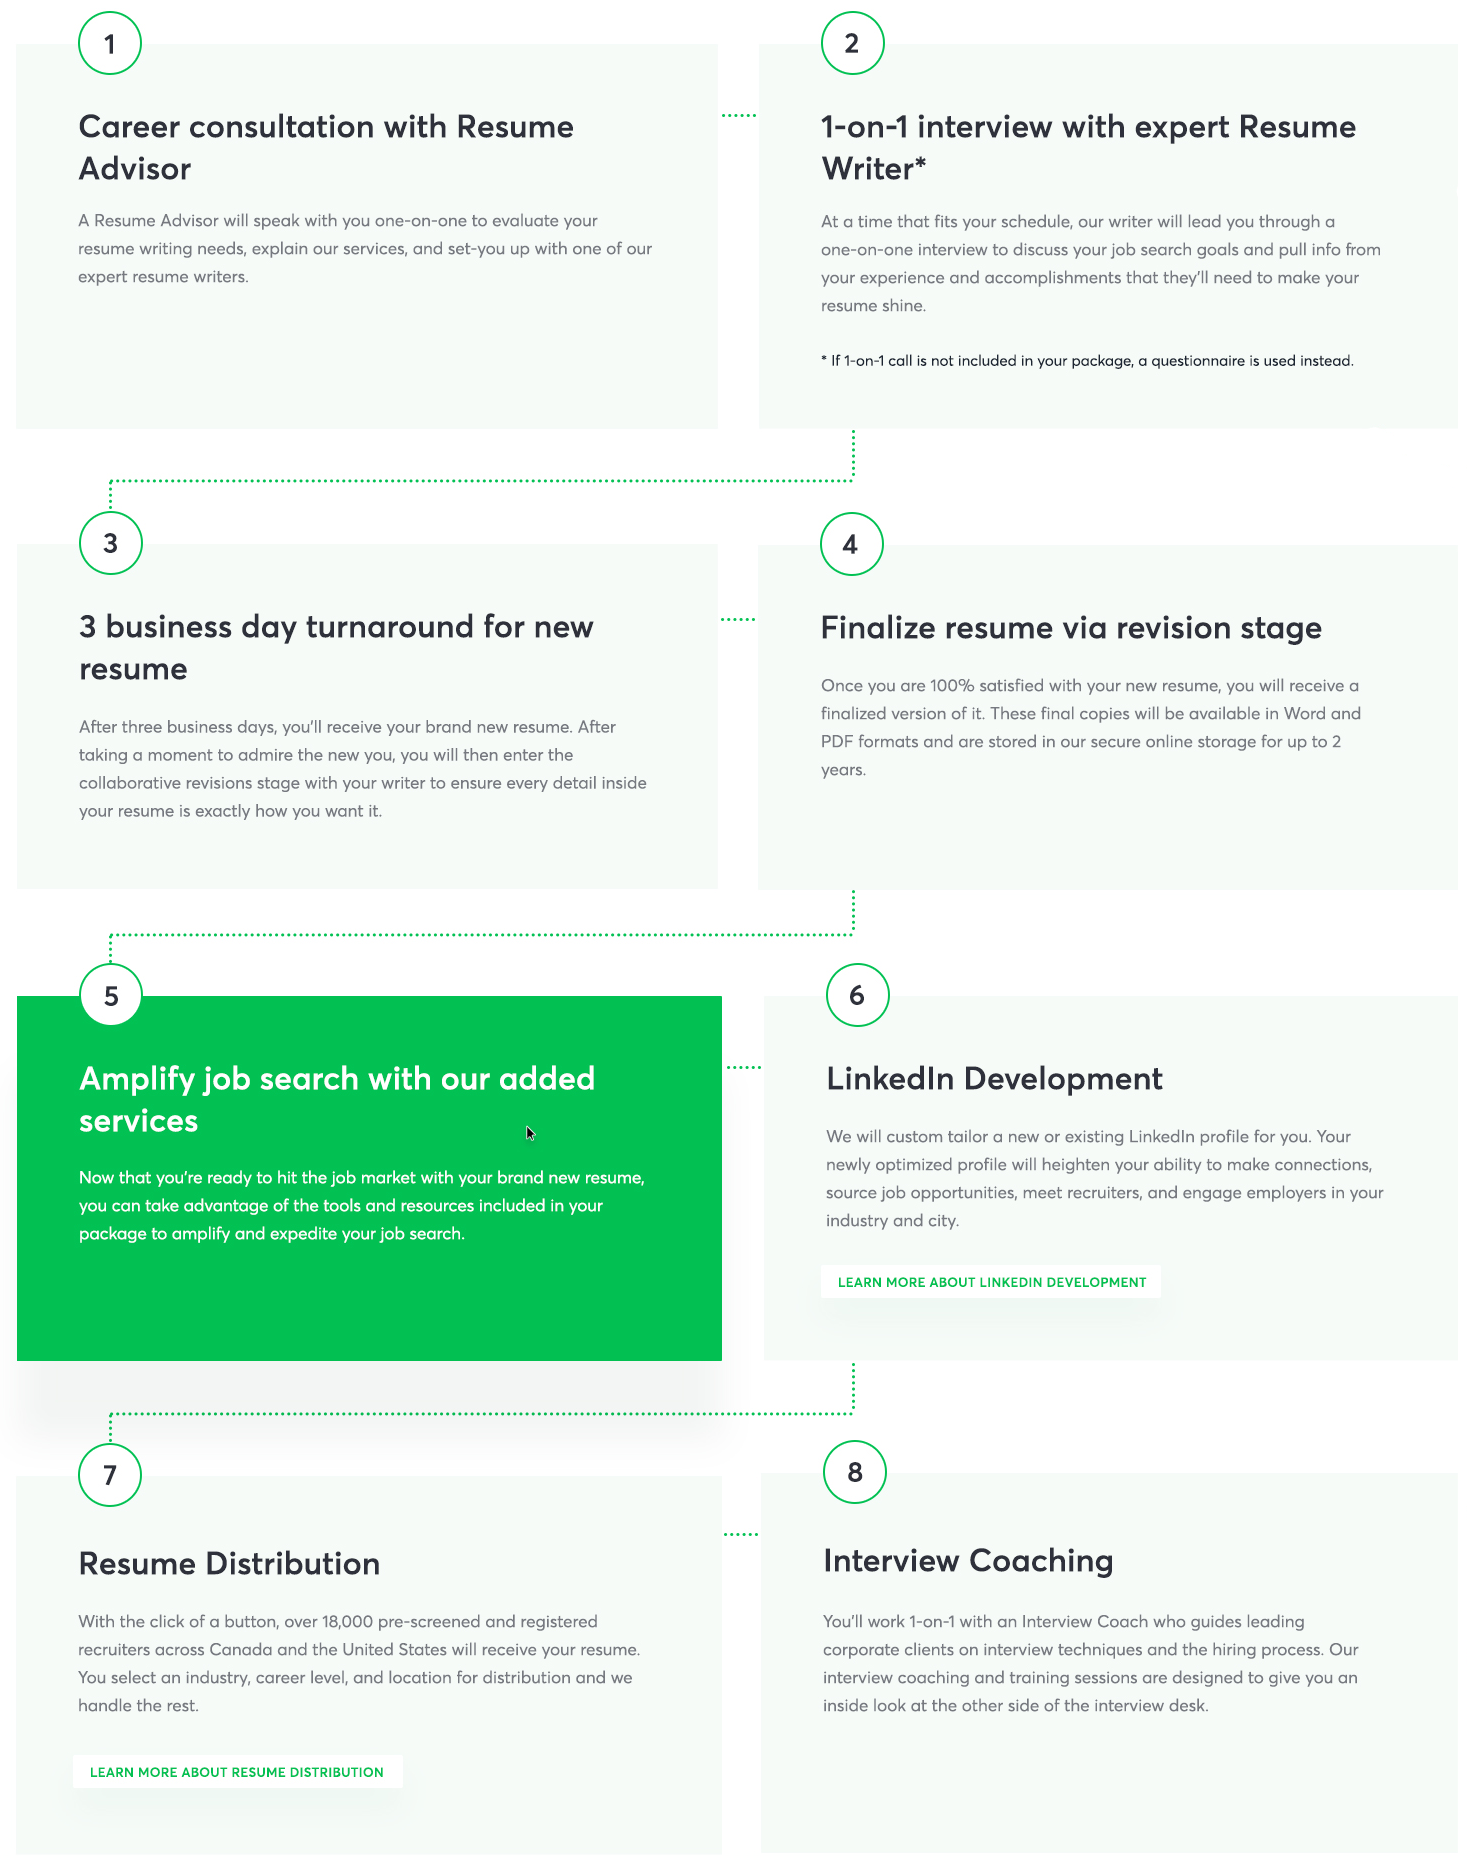 1
Career consultation with Resume
Advisor
A Resume Advisor will speak with you one-on-one to evaluate your
resume writing needs, explain our services, and set-you up with one of our
expert resume writers.
2
1-on-1 interview with expert Resume
Writer*
At a time that fits your schedule, our writer will lead you through a
one-on-one interview to discuss your job search goals and pull info from
your experience and accomplishments that they'll need to make your
resume shine.
* If 1-on-1 call is not included in your package, a questionnaire is used instead.
3
3 business day turnaround for new
resume
After three business days, you'll receive your brand new resume. After
taking a moment to admire the new you, you will then enter the
collaborative revisions stage with your writer to ensure every detail inside
your resume is exactly how you want it.
4
Finalize resume via revision stage
Once you are 100% satisfied with your new resume, you will receive a
finalized version of it. These final copies will be available in Word and
PDF formats and are stored in our secure online storage for up to 2
years.
5
Amplify job search with our added
services
Now that you're ready to hit the job market with your brand new resume,
you can take advantage of the tools and resources included in your
package to amplify and expedite your job search.
6
LinkedIn Development
We will custom tailor a new or existing LinkedIn profile for you. Your
newly optimized profile will heighten your ability to make connections,
source job opportunities, meet recruiters, and engage employers in your
industry and city.
LEARN MORE ABOUT LINKEDIN DEVELOPMENT
7
Resume Distribution
With the click of a button, over 18,000 pre-screened and registered
recruiters across Canada and the United States will receive your resume.
You select an industry, career level, and location for distribution and we
handle the rest.
LEARN MORE ABOUT RESUME DISTRIBUTION
8
Interview Coaching
You'll work 1-on-1 with an Interview Coach who guides leading
corporate clients on interview techniques and the hiring process. Our
interview coaching and training sessions are designed to give you an
inside look at the other side of the interview desk.